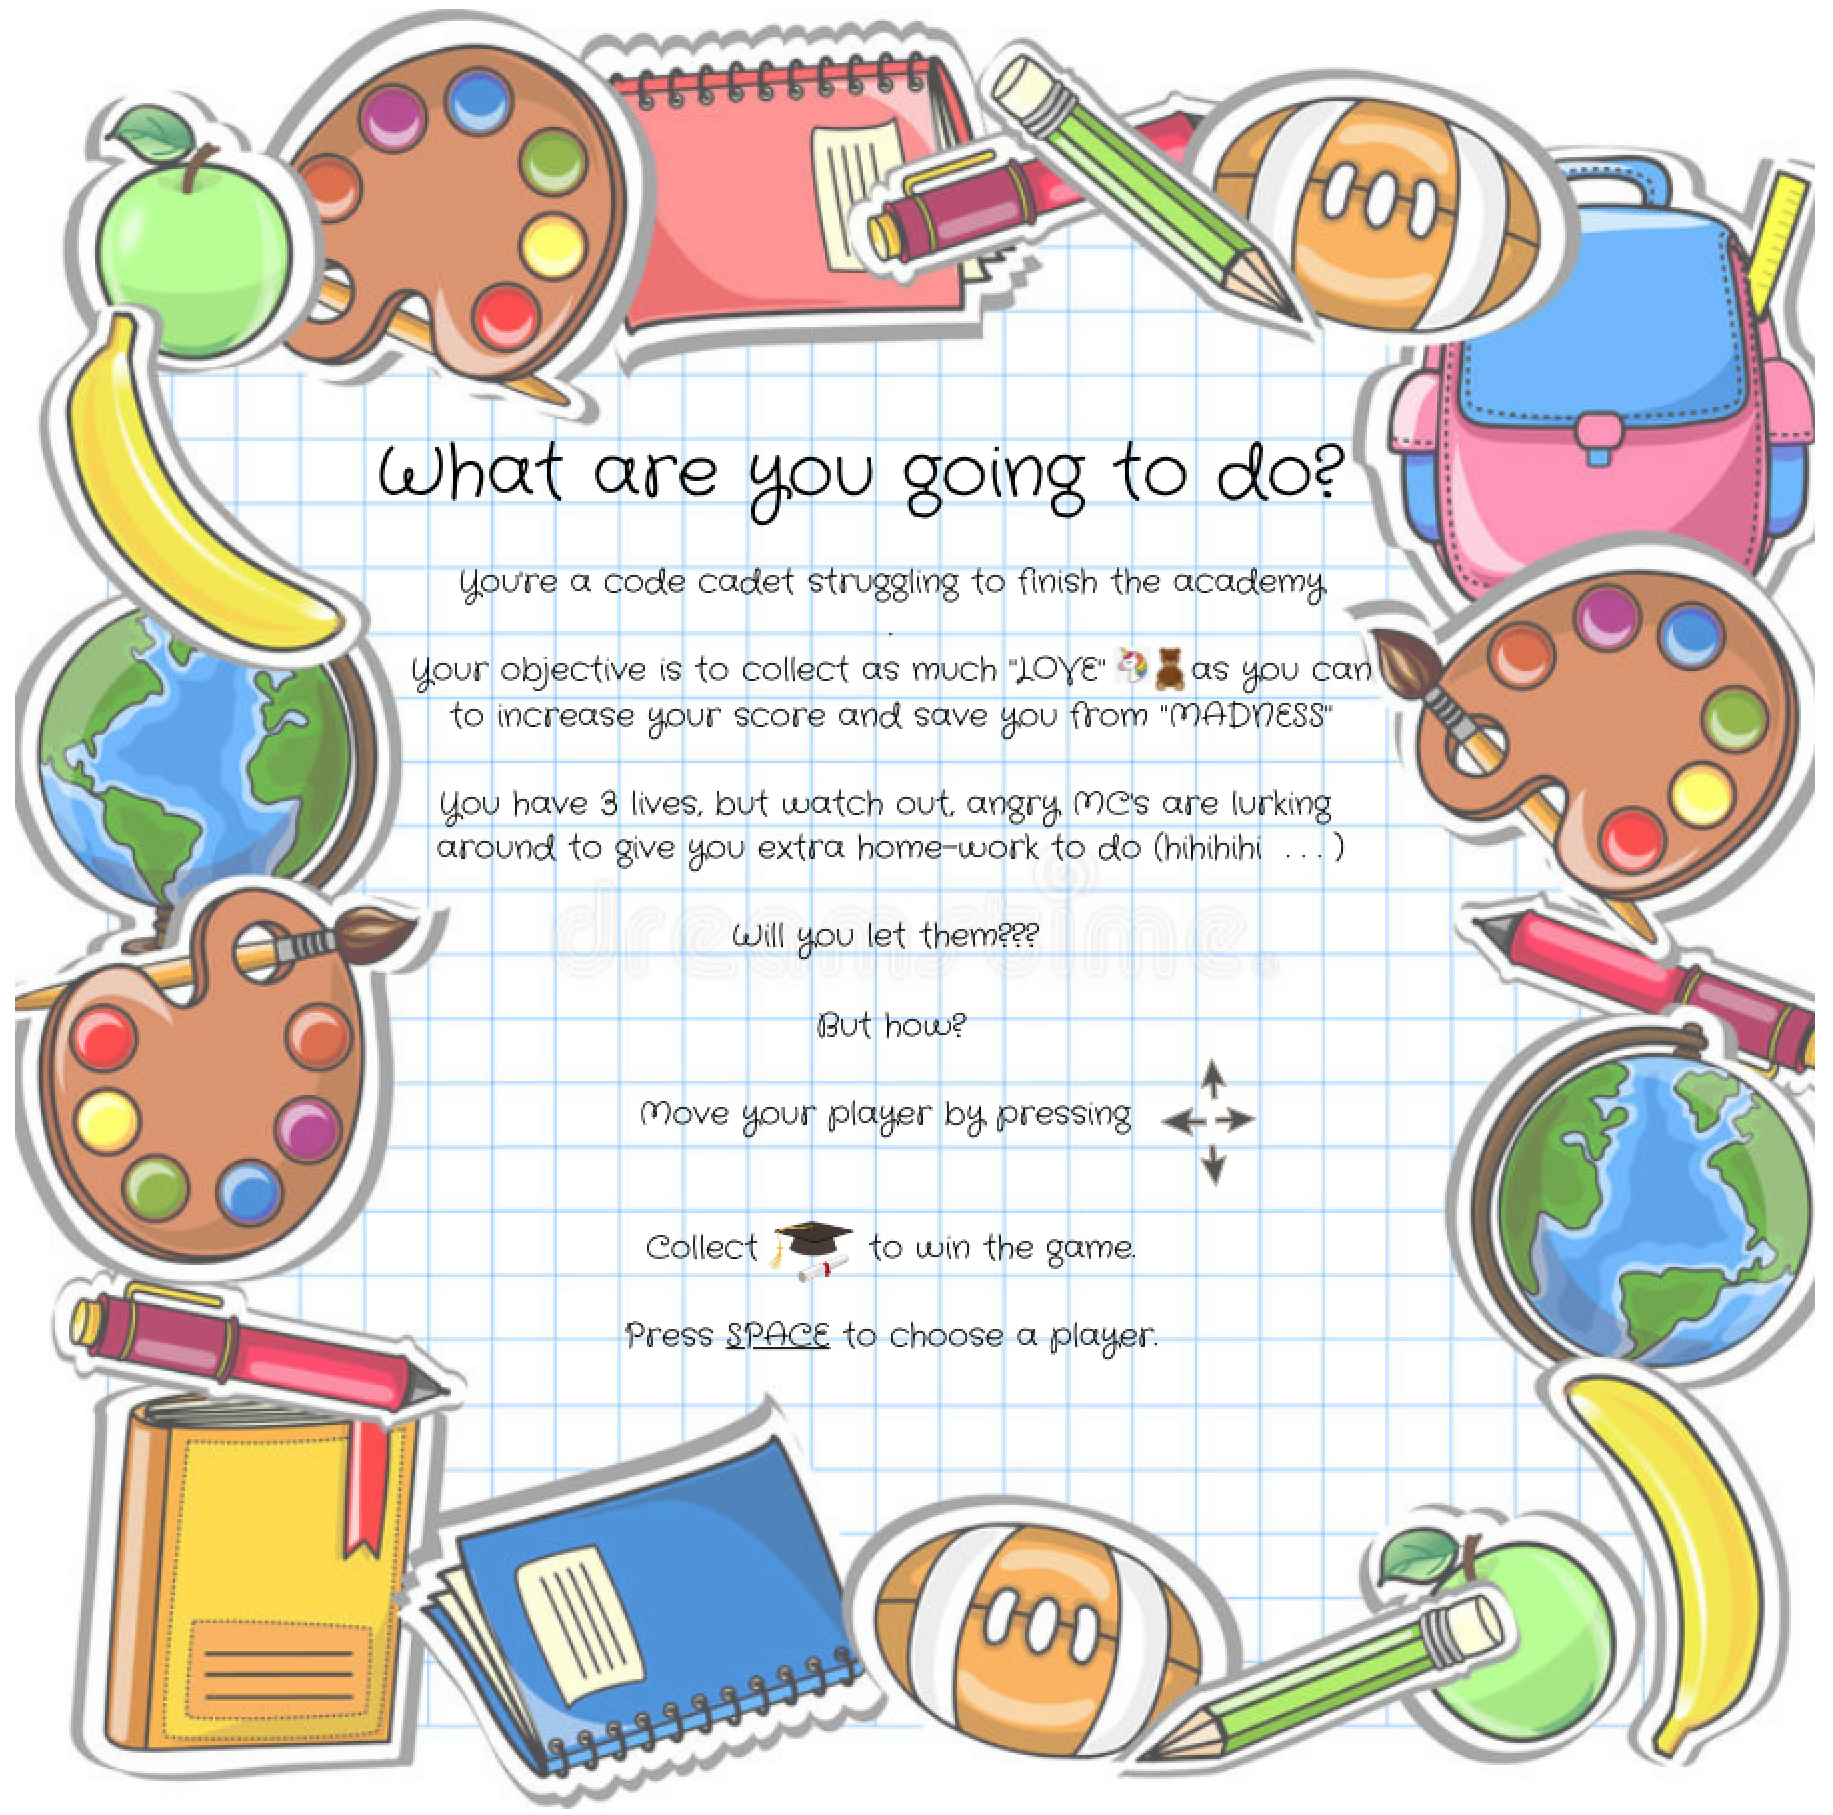 What are you going to do?
You're a code cadet struggling to finish the academy
.
Your objective is to collect as much "LOVE" as you can
to increase your score and save you from "MADNESS"
You have 3 lives, but watch out, angry MC's are lurking
around to give you extra home-work to do (hihihihi ...)
dreamstime.
Will you let them???
But how?
Move your player by pressing
Collect to win the game.
Press SPACE to choose a player.